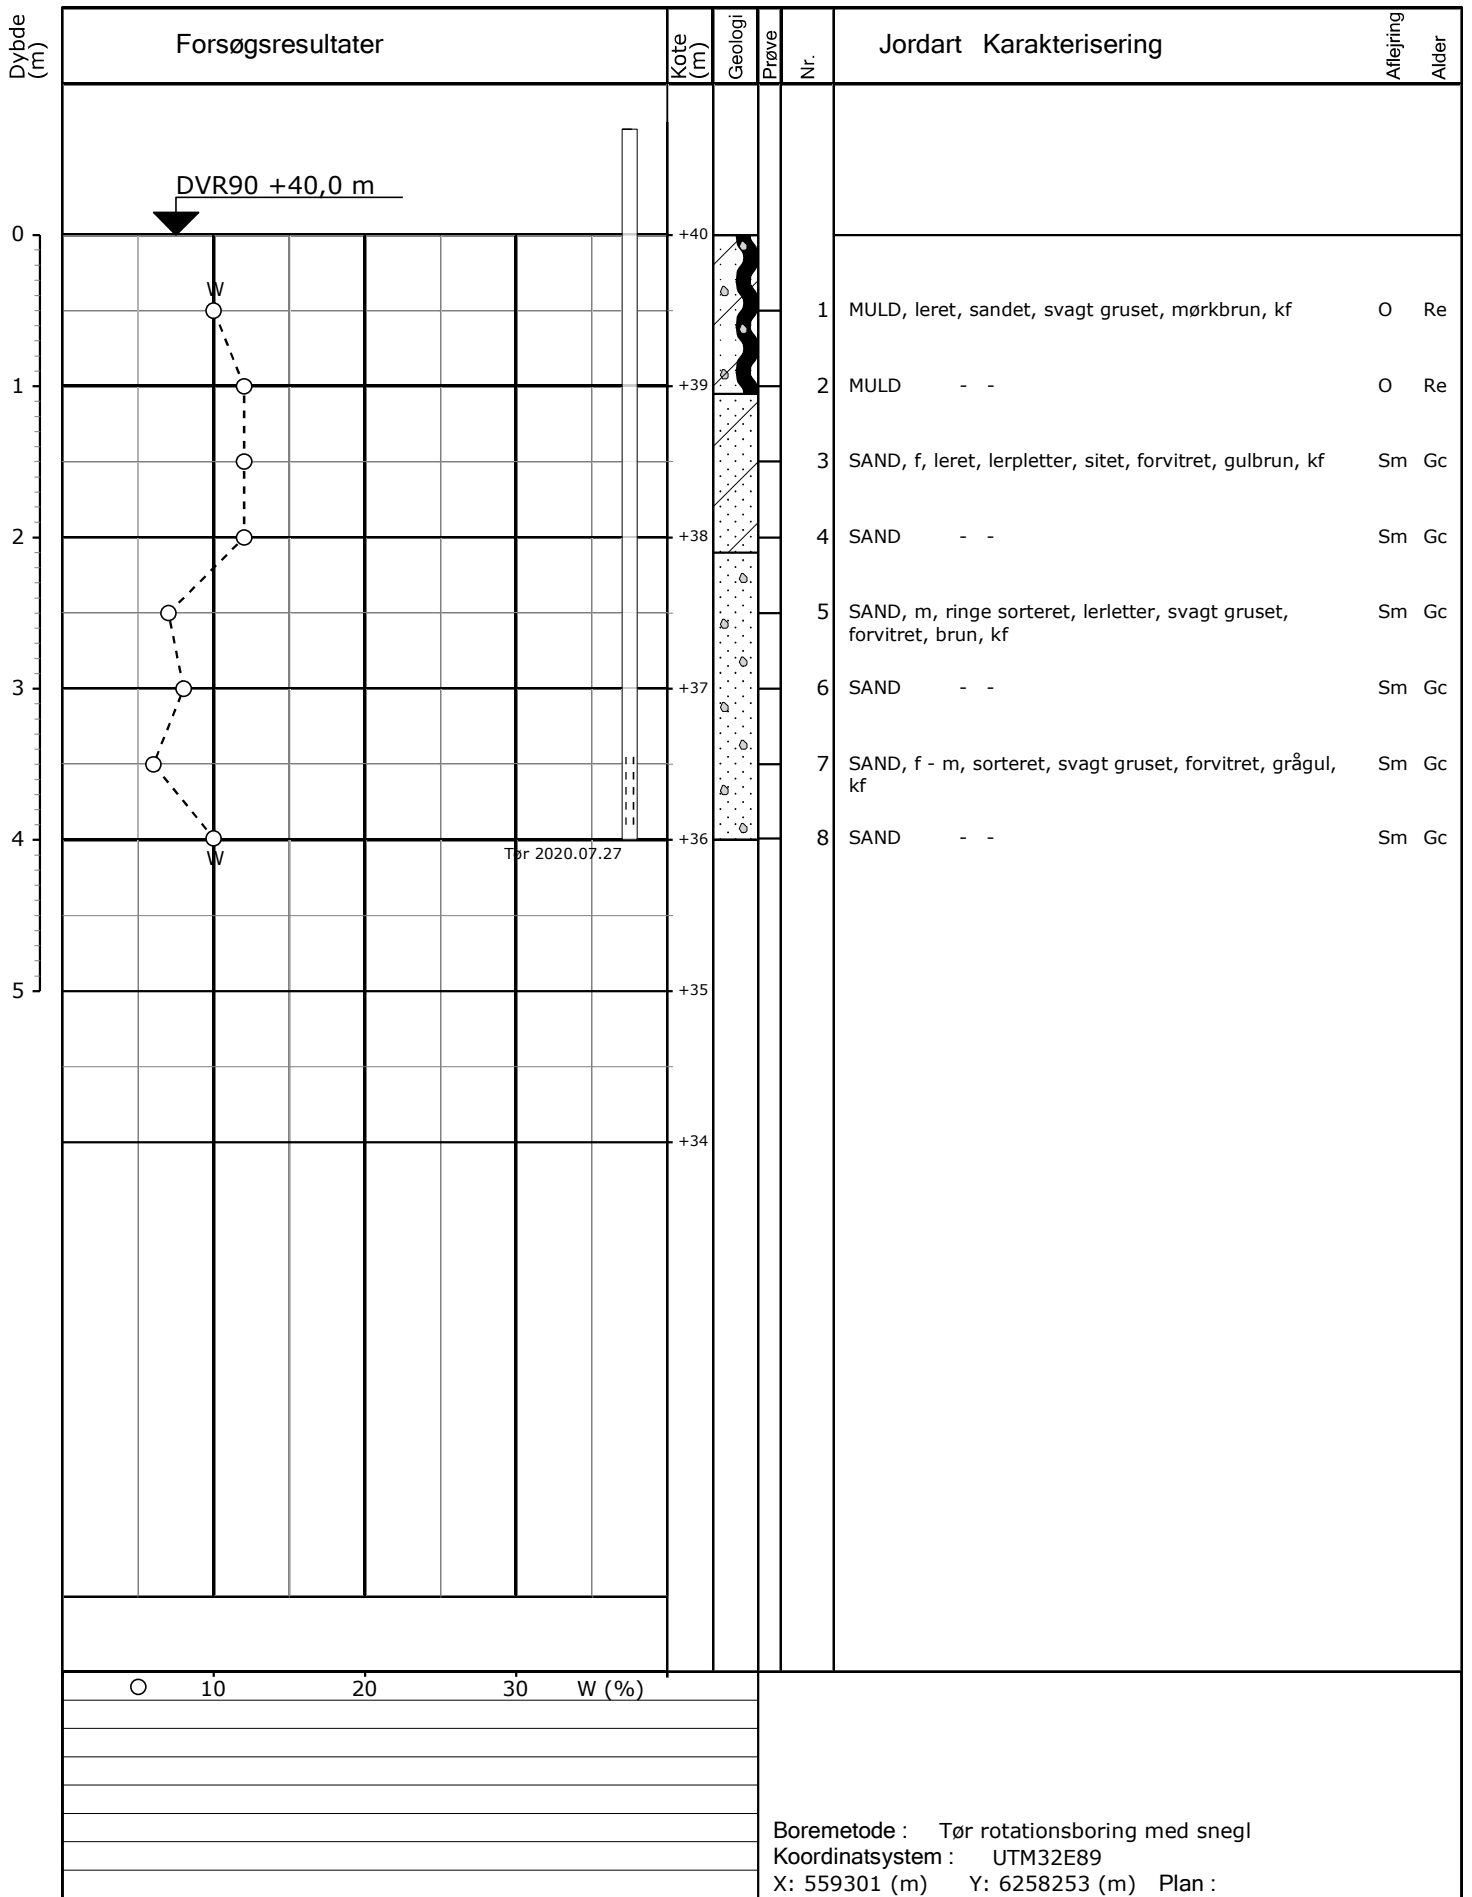 Dybde (m)
Forsøgsresultater
Kote (m)
Geologi
Prøve
Nr.
Jordart Karakterisering
Aflejring
Alder
DVR90 +40,0 m
0 +40
W
1 MULD, leret, sandet, svagt gruset, mørkbrun, kf O Re
1 +39 2 MULD - - O Re
3 SAND, f, leret, lerpletter, sitet, forvitret, gulbrun, kf Sm Gc
2 +38 4 SAND - - Sm Gc
5 SAND, m, ringe sorteret, lerletter, svagt gruset, Sm Gc
forvitret, brun, kf
3 +37 6 SAND - - Sm Gc
7 SAND, f - m, sorteret, svagt gruset, forvitret, grågul, Sm Gc
kf
4 +36 8 SAND - - Sm Gc
W Tør 2020.07.27
5 +35
+34
10 20 30 W (%)
Boremetode : Tør rotationsboring med snegl
Koordinatsystem : UTM32E89
X: 559301 (m) Y: 6258253 (m) Plan :